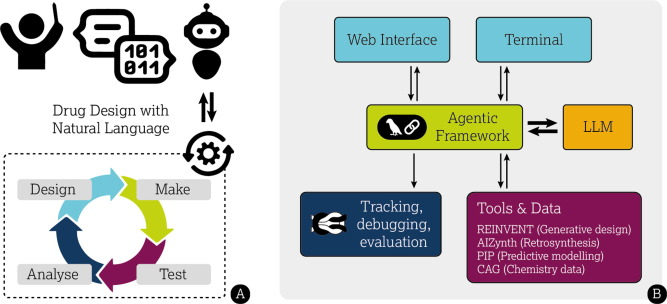 101
011
Drug Design with
Natural Language
Design
Make
Analyse
Test
A
Web Interface
Terminal
Agentic
Framework
LLM
Tracking,
debugging,
evaluation
Tools & Data
REINVENT (Generative design)
AIZynth (Retrosynthesis)
PIP (Predictive modelling)
CAG (Chemistry data)
B